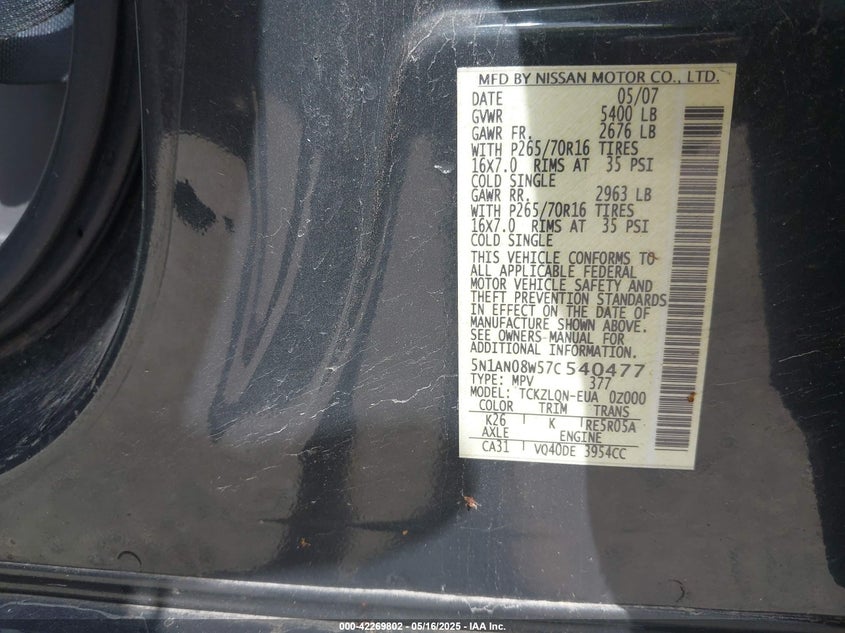 MFD BY NISSAN MOTOR CO., LTD.
DATE 05/07
GVWR 5400 LB
GAWR FR. 2676 LB
WITH P265/70R16 TIRES
16X7.0 RIMS AT 35 PSI
COLD SINGLE
GAWR RR. 2963 LB
WITH P265/70R16 TIRES
16X7.0 RIMS AT 35 PSI
COLD SINGLE
THIS VEHICLE CONFORMS TO
ALL APPLICABLE FEDERAL
MOTOR VEHICLE SAFETY AND
THEFT PREVENTION STANDARDS
IN EFFECT ON THE DATE OF
MANUFACTURE SHOWN ABOVE.
SEE OWNERS MANUAL FOR
ADDITIONAL INFORMATION.
5N1AN08W57C540477
TYPE: MPV 377
MODEL: TCKZLQN-EUA 0Z000
COLOR TRIM TRANS
K26 K RE5R05A
AXLE ENGINE
CA31 VQ40DE 3954CC
000-42269802 - 05/16/2025 - IAA Inc.